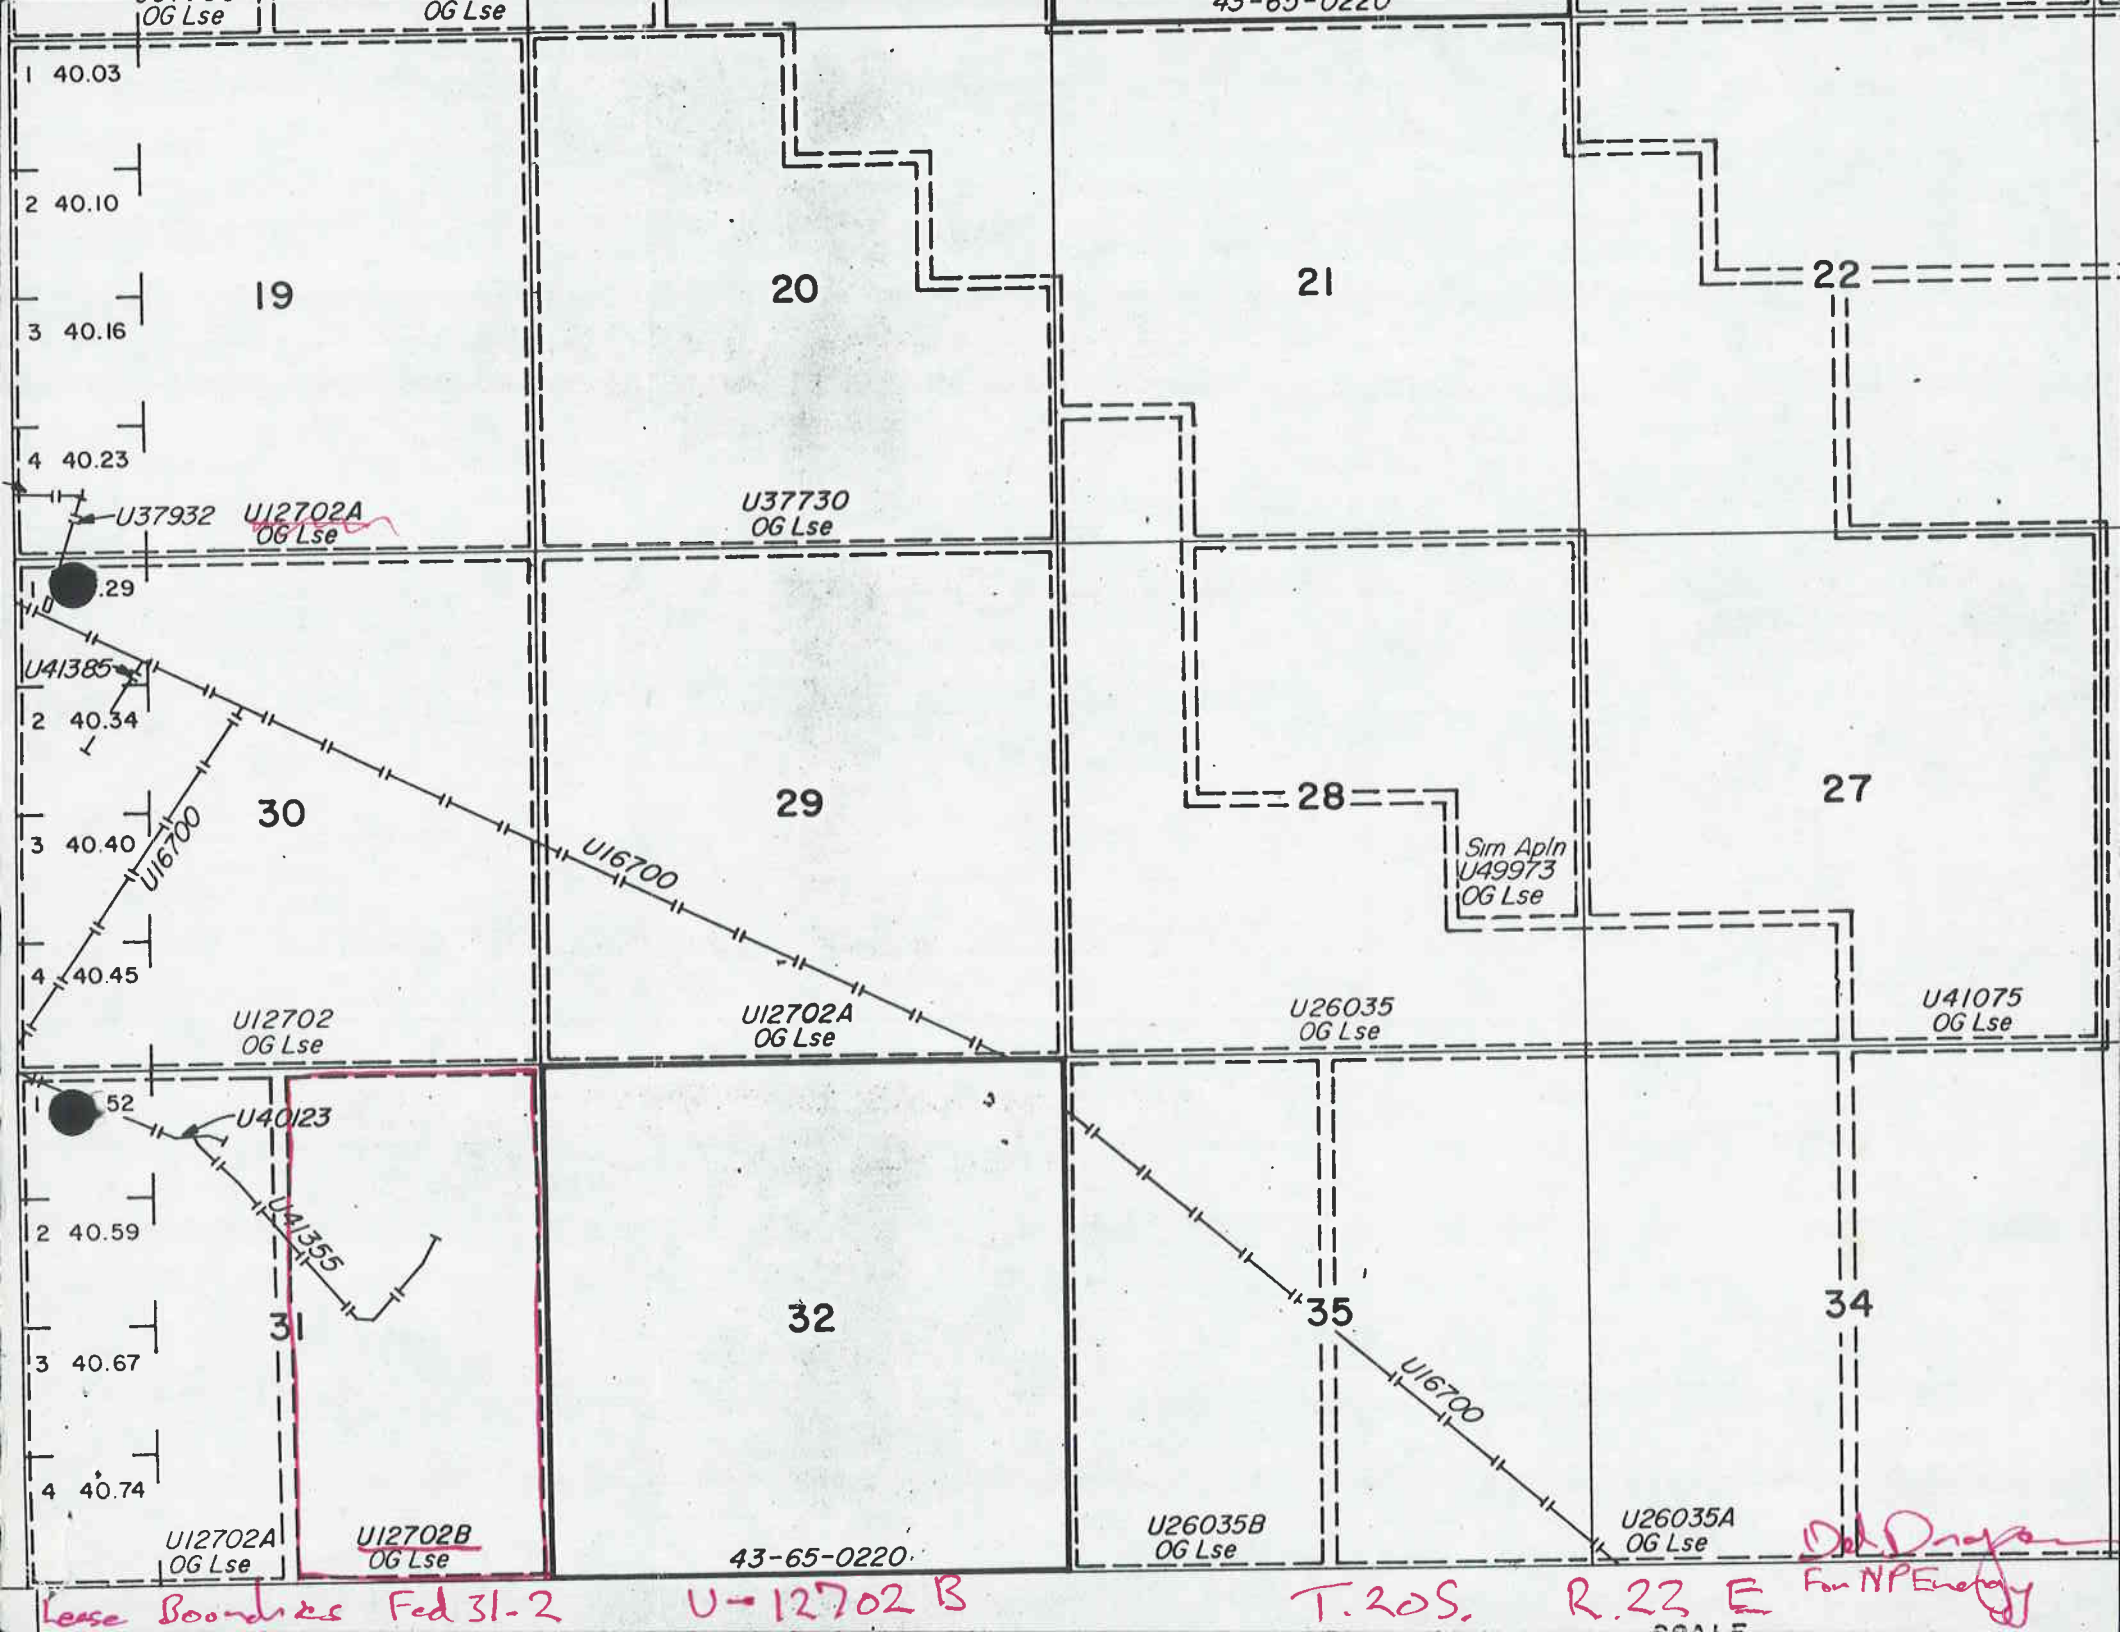 OG Lse
OG Lse
43-65-0220
1 40.03
2 40.10
19
20
21
22
3 40.16
4 40.23
U37932
U12702A
OG Lse
U37730
OG Lse
1
.29
U41385
2 40.34
30
29
28
27
3 40.40
U16700
U16700
Sim Apln
U49973
OG Lse
4 40.45
U12702
OG Lse
U12702A
OG Lse
U26035
OG Lse
U41075
OG Lse
1
52
U40123
2 40.59
U41355
31
32
35
34
3 40.67
U16700
4 40.74
U12702A
OG Lse
U12702B
OG Lse
43-65-0220
U26035B
OG Lse
U26035A
OG Lse
Lease Boundries Fed 31-2 U-12702 B T.20S. R.23 E For NP Energy